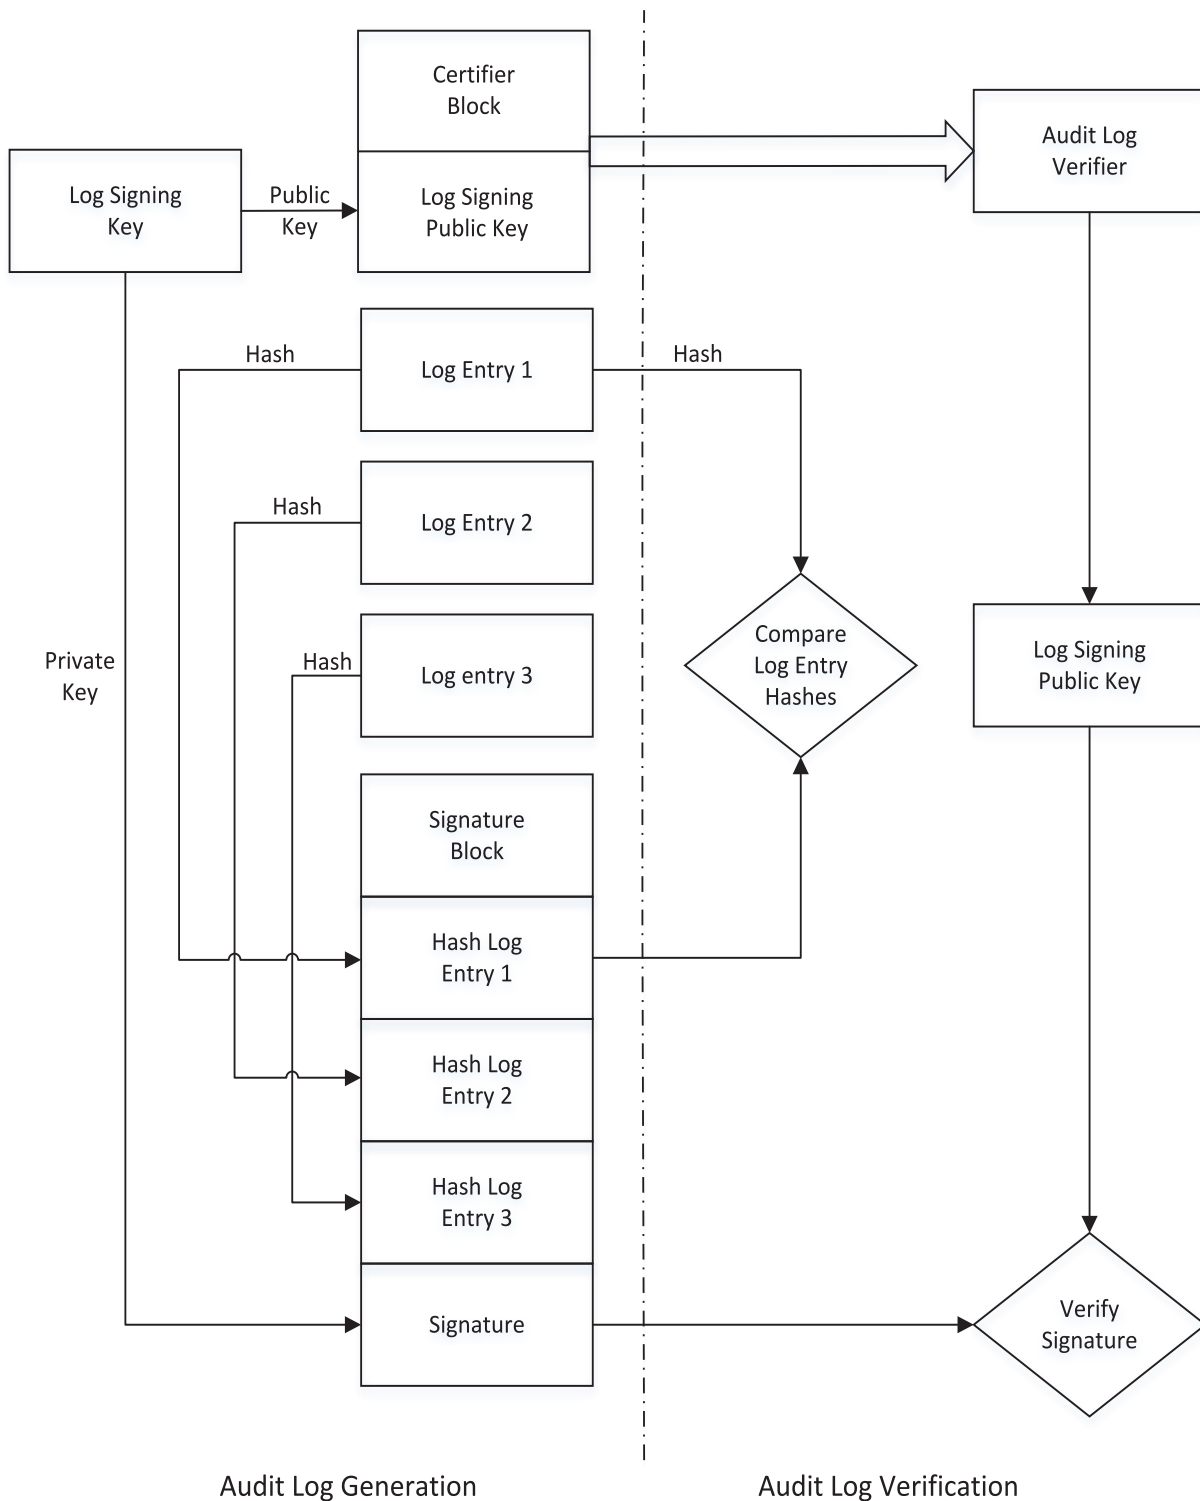 Certifier
Block
Audit Log
Verifier
Log Signing
Key
Public
Key
Log Signing
Public Key
Hash
Log Entry 1
Hash
Hash
Log Entry 2
Hash
Log entry 3
Compare
Log Entry
Hashes
Private
Key
Log Signing
Public Key
Signature
Block
Hash Log
Entry 1
Hash Log
Entry 2
Hash Log
Entry 3
Signature
Verify
Signature
Audit Log Generation
Audit Log Verification